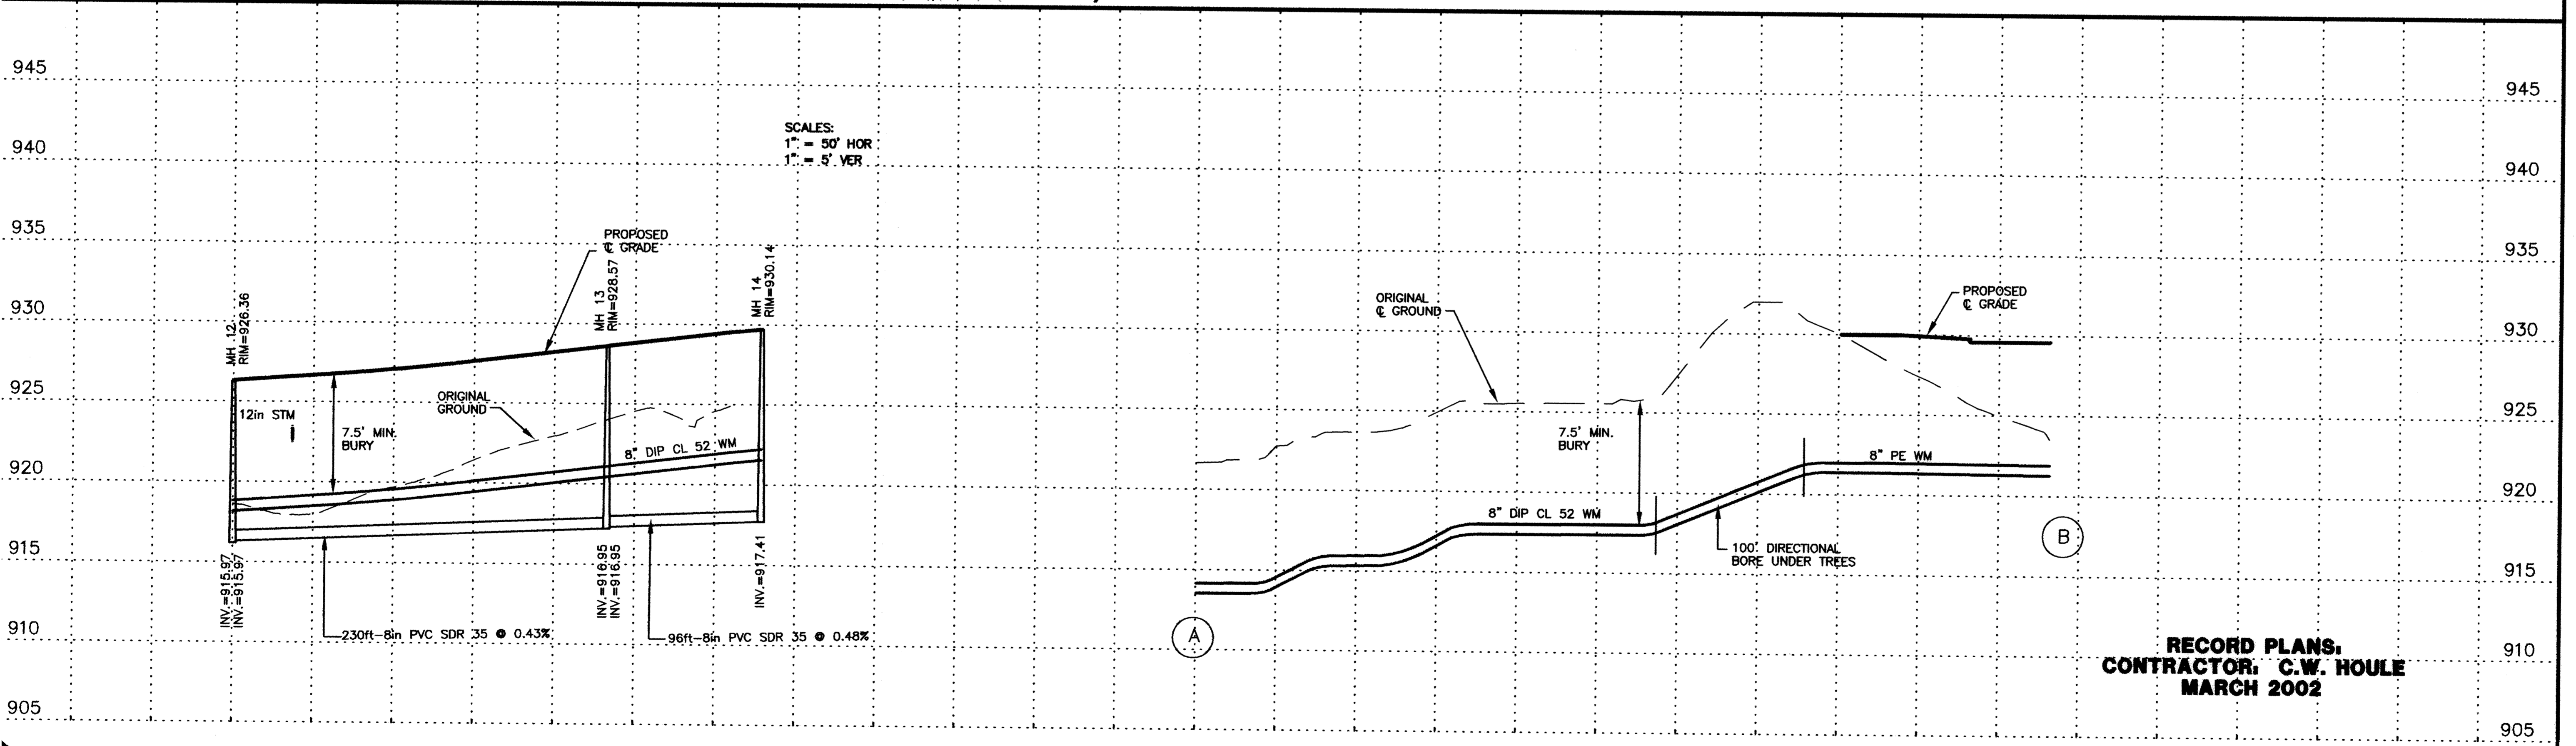 945
940
935
930
925
920
915
910
905
SCALES:
1" = 50' HOR
1" = 5' VER
PROPOSED
℄ GRADE
MH 12
RIM=926.36
MH 13
RIM=928.57
MH 14
RIM=930.14
12in STM
7.5' MIN.
BURY
ORIGINAL
GROUND
8" DIP CL 52 WM
INV.=915.97
INV.=915.97
INV.=916.95
INV.=916.95
INV.=917.41
230ft-8in PVC SDR 35 @ 0.43%
96ft-8in PVC SDR 35 @ 0.48%
ORIGINAL
℄ GROUND
PROPOSED
℄ GRADE
7.5' MIN.
BURY
8" DIP CL 52 WM
8" PE WM
100' DIRECTIONAL
BORE UNDER TREES
A
B
945
940
935
930
925
920
915
910
905
RECORD PLANS:
CONTRACTOR: C.W. HOULE
MARCH 2002